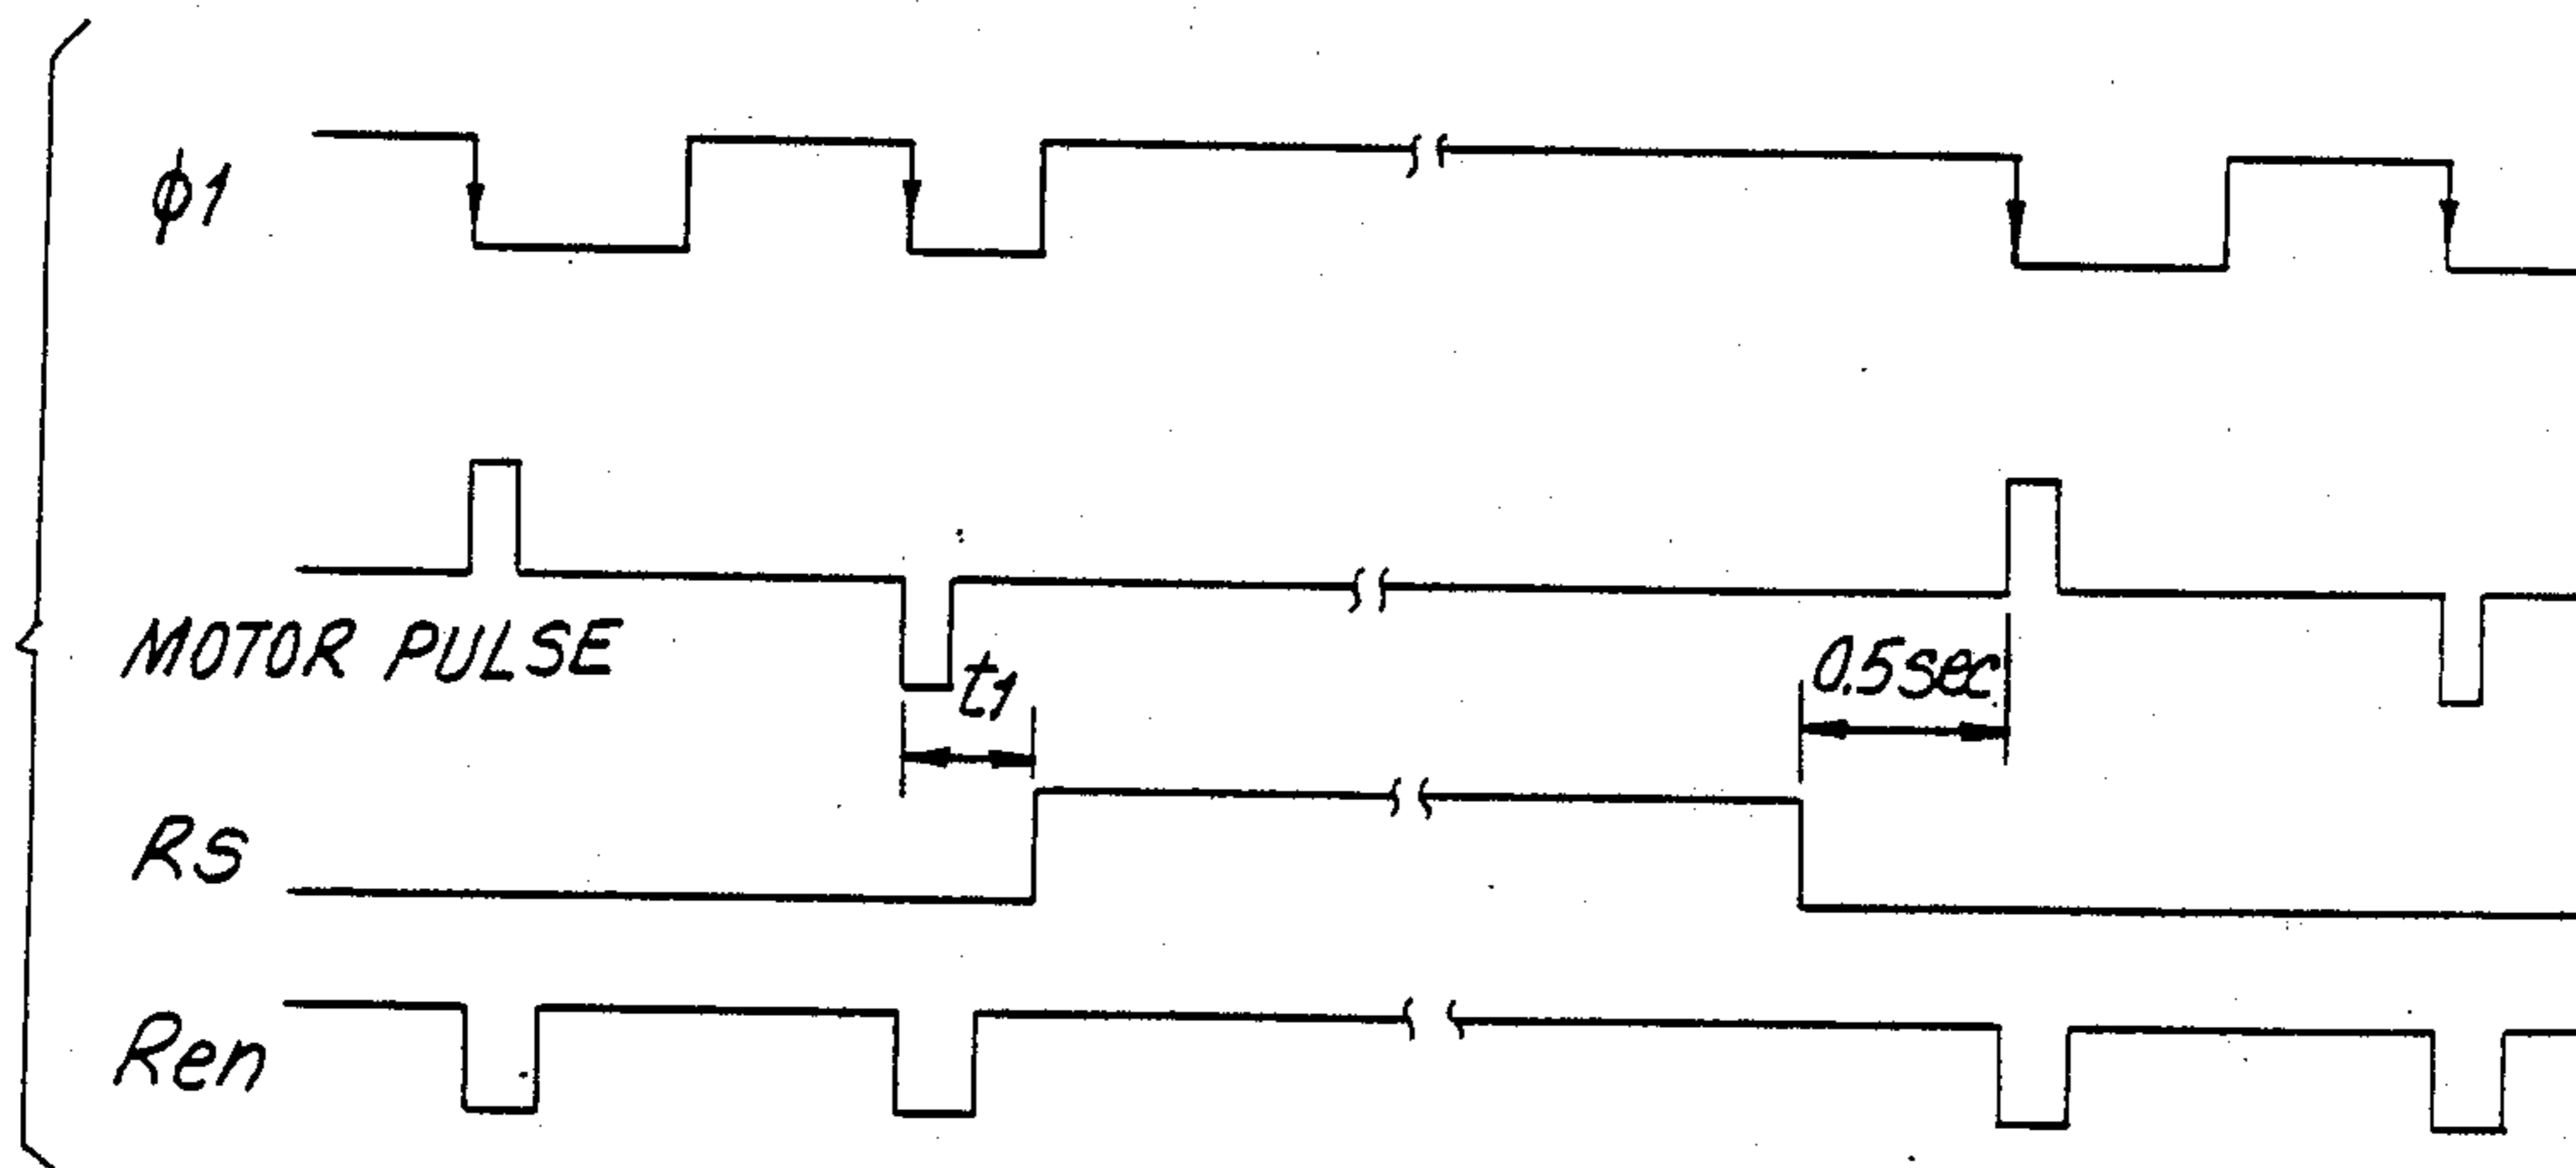 φ1
MOTOR PULSE
t1
0.5sec
Rs
Ren